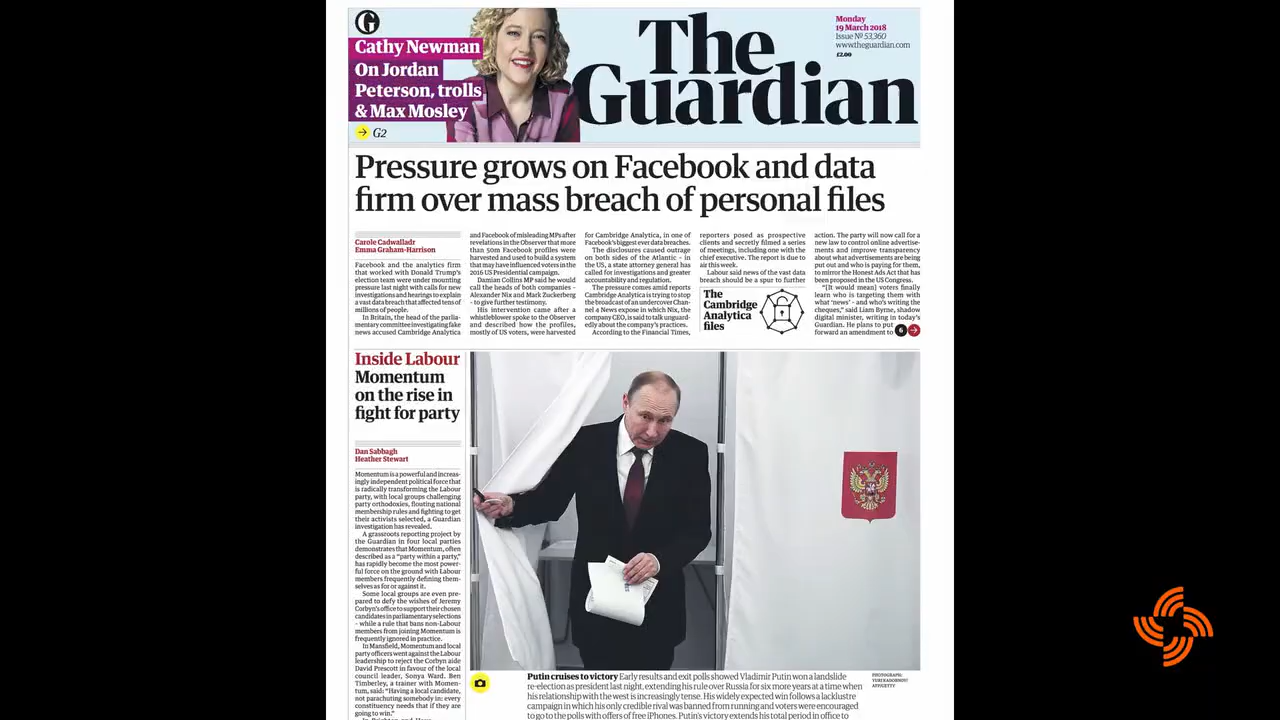 G
Cathy Newman
On Jordan
Peterson, trolls
& Max Mosley
G2
The
Guardian
Monday
19 March 2018
Issue № 53,360
www.theguardian.com
£2.00
Pressure grows on Facebook and data
firm over mass breach of personal files
Carole Cadwalladr
Emma Graham-Harrison
Facebook and the analytics firm
that worked with Donald Trump's
election team were under mounting
pressure last night with calls for new
investigations and hearings to explain
a vast data breach that affected tens of
millions of people.
In Britain, the head of the parlia-
mentary committee investigating fake
news accused Cambridge Analytica
and Facebook of misleading MPs after
revelations in the Observer that more
than 50m Facebook profiles were
harvested and used to build a system
that may have influenced voters in the
2016 US Presidential campaign.
Damian Collins MP said he would
call the heads of both companies –
Alexander Nix and Mark Zuckerberg
– to give further testimony.
His intervention came after a
whistleblower spoke to the Observer
and described how the profiles,
mostly of US voters, were harvested
for Cambridge Analytica, in one of
Facebook's biggest ever data breaches.
The disclosures caused outrage
on both sides of the Atlantic – in
the US, a state attorney general has
called for investigations and greater
accountability and regulation.
The pressure comes amid reports
Cambridge Analytica is trying to stop
the broadcast of an undercover Chan-
nel 4 News expose in which Nix, the
company CEO, is said to talk unguard-
edly about the company's practices.
According to the Financial Times,
reporters posed as prospective
clients and secretly filmed a series
of meetings, including one with the
chief executive. The report is due to
air this week.
Labour said news of the vast data
breach should be a spur to further
The
Cambridge
Analytica
files
action. The party will now call for a
new law to control online advertise-
ments and improve transparency
about what advertisements are being
put out and who is paying for them,
to mirror the Honest Ads Act that has
been proposed in the US Congress.
"[It would mean] voters finally
learn who is targeting them with
what 'news' – and who's writing the
cheques," said Liam Byrne, shadow
digital minister, writing in today's
Guardian. He plans to put
forward an amendment to
6
Inside Labour
Momentum
on the rise in
fight for party
Dan Sabbagh
Heather Stewart
Momentum is a powerful and increas-
ingly independent political force that
is radically transforming the Labour
party, with local groups challenging
party orthodoxies, flouting national
membership rules and fighting to get
their activists selected, a Guardian
investigation has revealed.
A grassroots reporting project by
the Guardian in four local parties
demonstrates that Momentum, often
described as a "party within a party,"
has rapidly become the most power-
ful force on the ground with Labour
members frequently defining them-
selves as for or against it.
Some local groups are even pre-
pared to defy the wishes of Jeremy
Corbyn's office to support their chosen
candidates in parliamentary selections
– while a rule that bans non-Labour
members from joining Momentum is
frequently ignored in practice.
In Mansfield, Momentum and local
party officers went against the Labour
leadership to reject the Corbyn aide
David Prescott in favour of the local
council leader, Sonya Ward. Ben
Timberley, a trainer with Momen-
tum, said: "Having a local candidate,
not parachuting somebody in: every
constituency needs that if they are
going to win."
Putin cruises to victory Early results and exit polls showed Vladimir Putin won a landslide
re-election as president last night, extending his rule over Russia for six more years at a time when
his relationship with the west is increasingly tense. His widely expected win follows a lacklustre
campaign in which his only credible rival was banned from running and voters were encouraged
to go to the polls with offers of free iPhones. Putin's victory extends his total period in office to
PHOTOGRAPH: